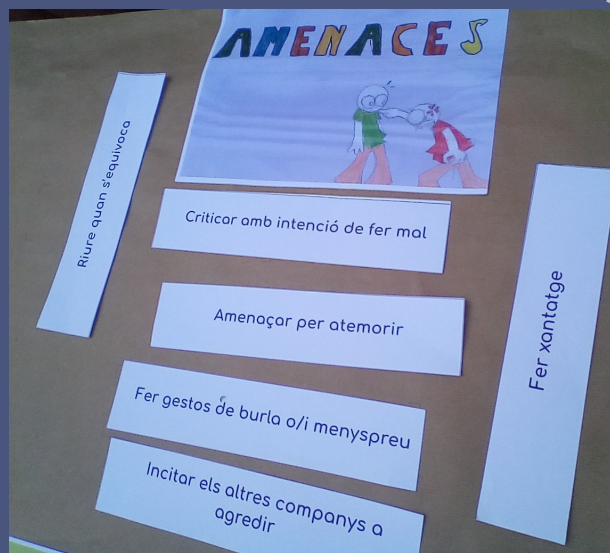 AMENACES
Riure quan s'equivoca
Criticar amb intenció de fer mal
Amenaçar per atemorir
Fer xantatge
Fer gestos de burla o/i menyspreu
Incitar els altres companys a
agredir